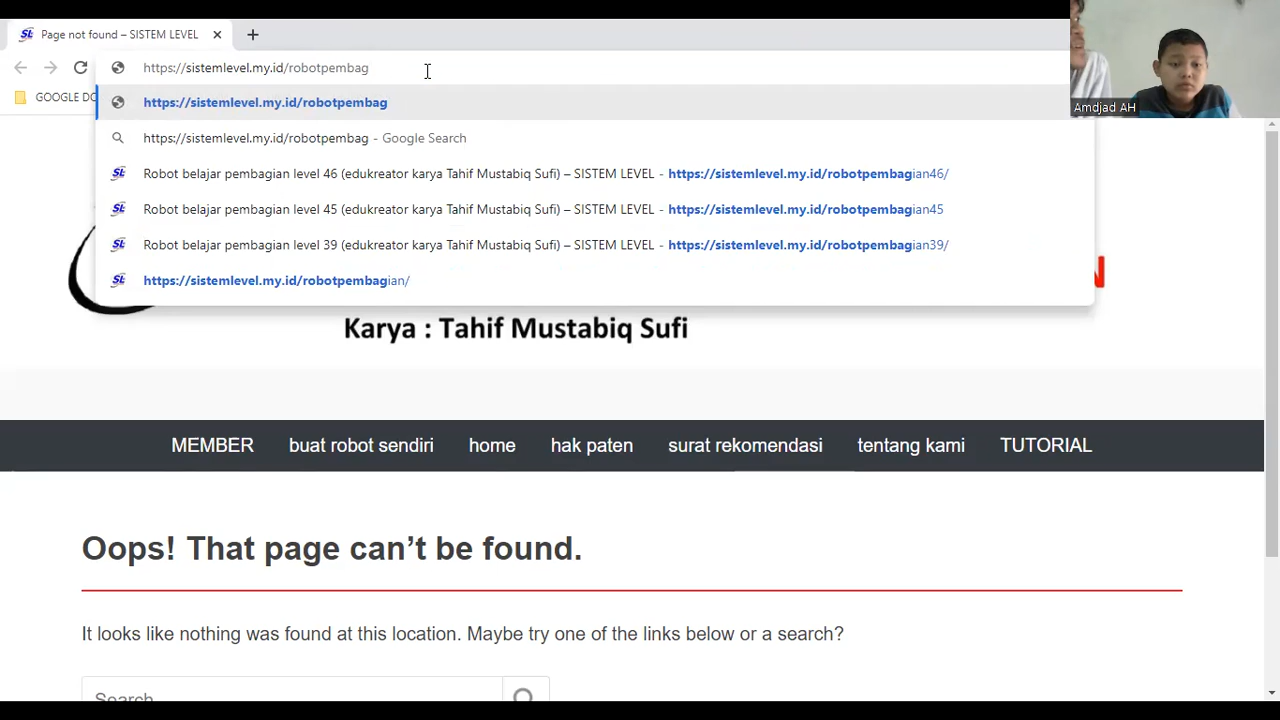 Page not found – SISTEM LEVEL
https://sistemlevel.my.id/robotpembag
GOOGLE DO
https://sistemlevel.my.id/robotpembag
https://sistemlevel.my.id/robotpembag - Google Search
Robot belajar pembagian level 46 (edukreator karya Tahif Mustabiq Sufi) – SISTEM LEVEL - https://sistemlevel.my.id/robotpembagian46/
Robot belajar pembagian level 45 (edukreator karya Tahif Mustabiq Sufi) – SISTEM LEVEL - https://sistemlevel.my.id/robotpembagian45
Robot belajar pembagian level 39 (edukreator karya Tahif Mustabiq Sufi) – SISTEM LEVEL - https://sistemlevel.my.id/robotpembagian39/
https://sistemlevel.my.id/robotpembagian/
Amdjad AH
N
Karya : Tahif Mustabiq Sufi
MEMBER buat robot sendiri home hak paten surat rekomendasi tentang kami TUTORIAL
Oops! That page can’t be found.
It looks like nothing was found at this location. Maybe try one of the links below or a search?
Search